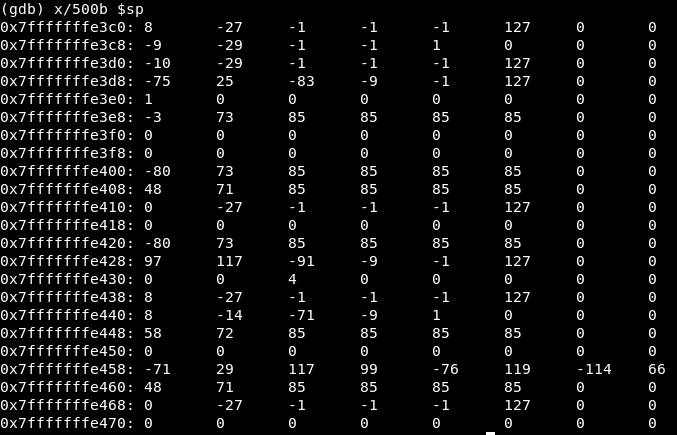 (gdb) x/500b $sp
0x7fffffffe3c0: 8 -27 -1 -1 -1 127 0 0
0x7fffffffe3c8: -9 -29 -1 -1 1 0 0 0
0x7fffffffe3d0: -10 -29 -1 -1 -1 127 0 0
0x7fffffffe3d8: -75 25 -83 -9 -1 127 0 0
0x7fffffffe3e0: 1 0 0 0 0 0 0 0
0x7fffffffe3e8: -3 73 85 85 85 85 0 0
0x7fffffffe3f0: 0 0 0 0 0 0 0 0
0x7fffffffe3f8: 0 0 0 0 0 0 0 0
0x7fffffffe400: -80 73 85 85 85 85 0 0
0x7fffffffe408: 48 71 85 85 85 85 0 0
0x7fffffffe410: 0 -27 -1 -1 -1 127 0 0
0x7fffffffe418: 0 0 0 0 0 0 0 0
0x7fffffffe420: -80 73 85 85 85 85 0 0
0x7fffffffe428: 97 117 -91 -9 -1 127 0 0
0x7fffffffe430: 0 0 4 0 0 0 0 0
0x7fffffffe438: 8 -27 -1 -1 -1 127 0 0
0x7fffffffe440: 8 -14 -71 -9 1 0 0 0
0x7fffffffe448: 58 72 85 85 85 85 0 0
0x7fffffffe450: 0 0 0 0 0 0 0 0
0x7fffffffe458: -71 29 117 99 -76 119 -114 66
0x7fffffffe460: 48 71 85 85 85 85 0 0
0x7fffffffe468: 0 -27 -1 -1 -1 127 0 0
0x7fffffffe470: 0 0 0 0 0 0 0 0